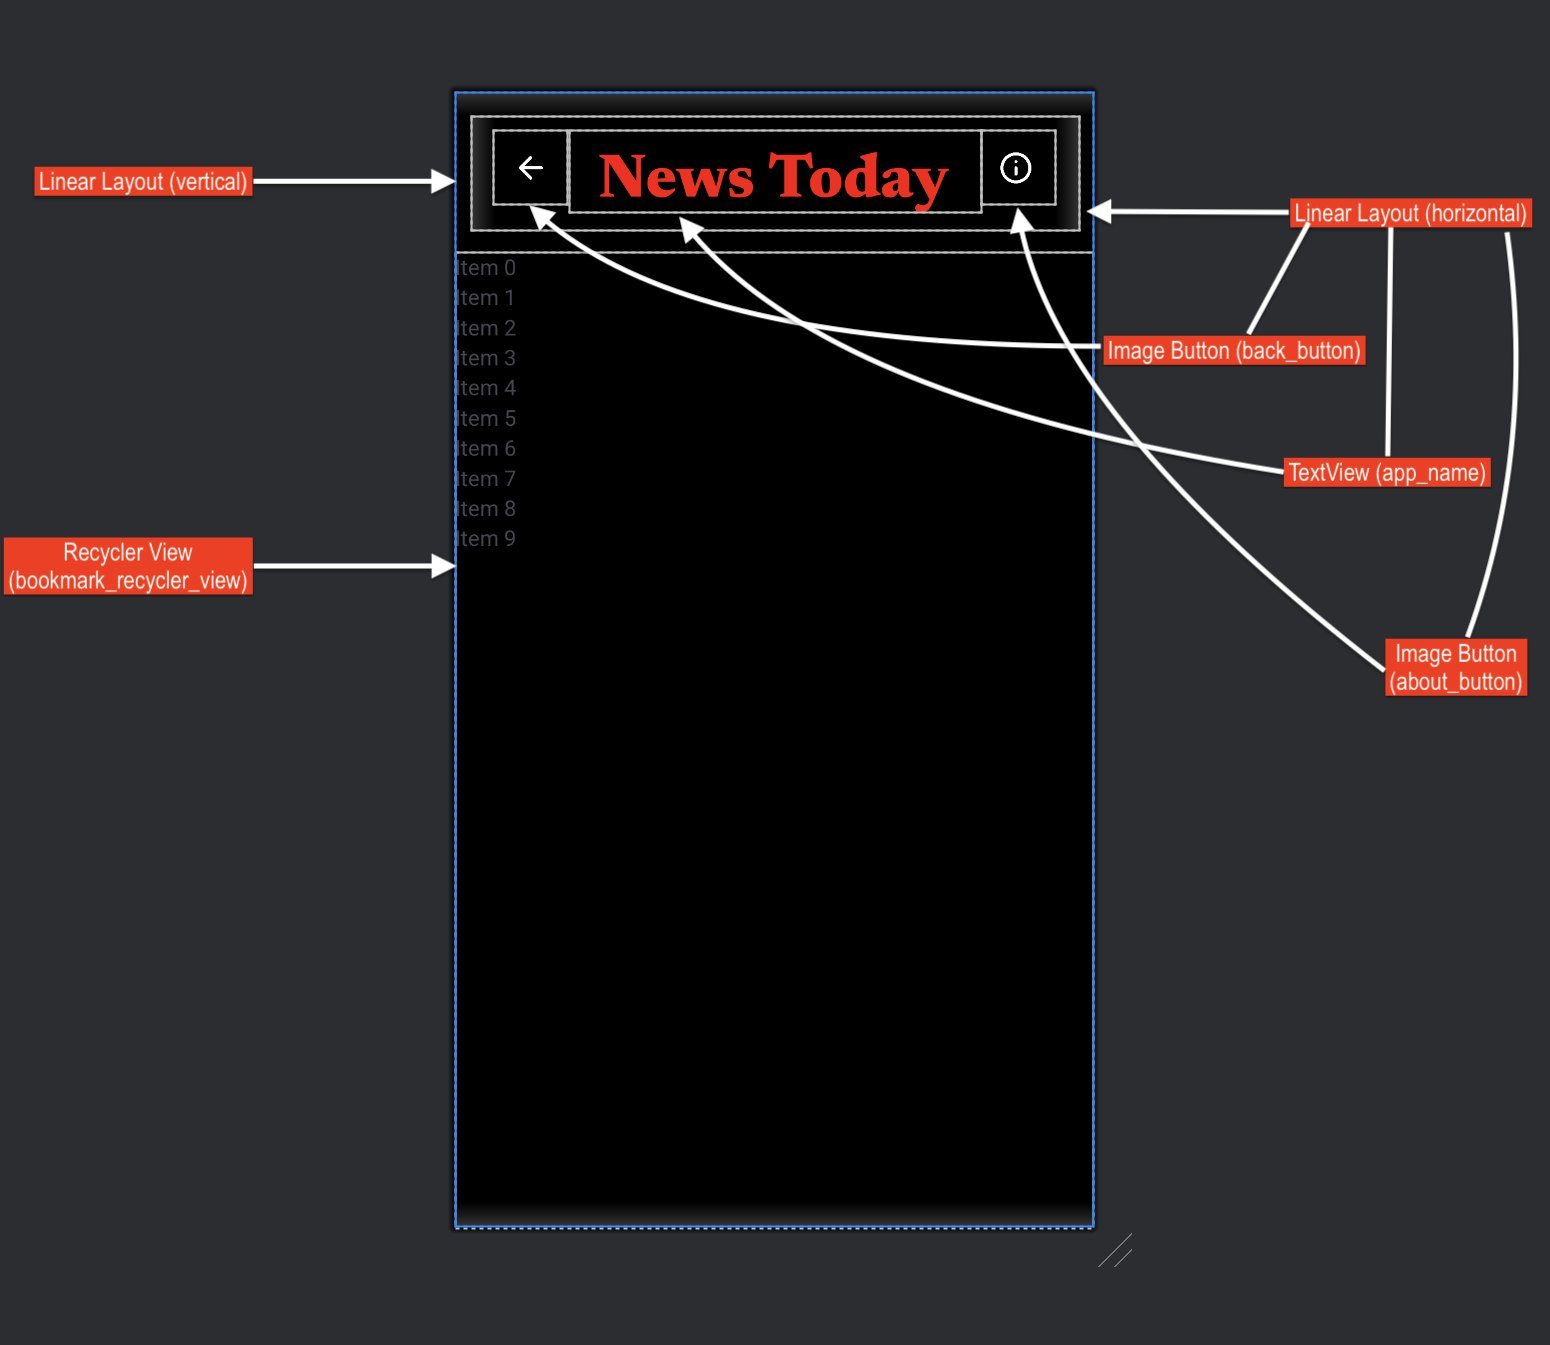 News Today
Linear Layout (vertical)
Linear Layout (horizontal)
Item 0
Item 1
Item 2
Item 3
Item 4
Item 5
Item 6
Item 7
Item 8
Item 9
Image Button (back_button)
TextView (app_name)
Recycler View
(bookmark_recycler_view)
Image Button
(about_button)